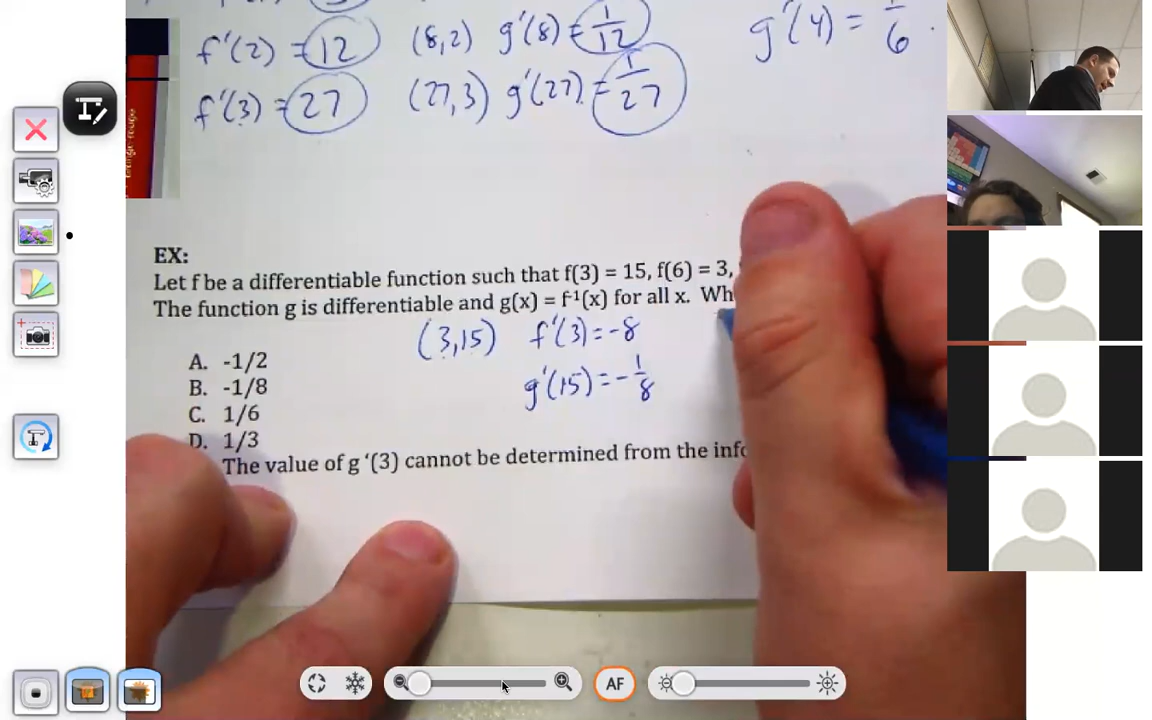 f'(2) = 12 (8,2) g'(8) = 1/12
g'(4) = 1/6
f'(3) = 27 (27,3) g'(27) = 1/27
EX:
Let f be a differentiable function such that f(3) = 15, f(6) = 3,
The function g is differentiable and g(x) = f⁻¹(x) for all x. Wh
(3,15) f'(3) = -8
A. -1/2
B. -1/8
g'(15) = -1/8
C. 1/6
D. 1/3
The value of g '(3) cannot be determined from the info
AF